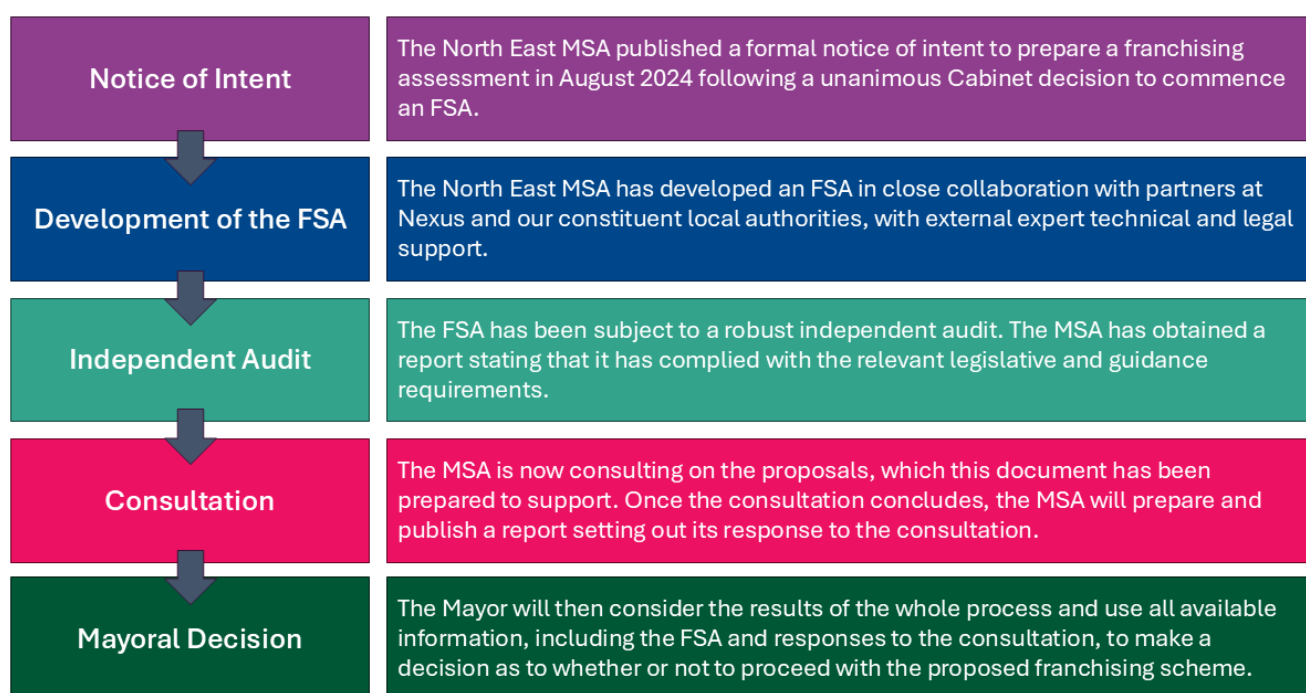 Notice of Intent
The North East MSA published a formal notice of intent to prepare a franchising
assessment in August 2024 following a unanimous Cabinet decision to commence
an FSA.
Development of the FSA
The North East MSA has developed an FSA in close collaboration with partners at
Nexus and our constituent local authorities, with external expert technical and legal
support.
Independent Audit
The FSA has been subject to a robust independent audit. The MSA has obtained a
report stating that it has complied with the relevant legislative and guidance
requirements.
Consultation
The MSA is now consulting on the proposals, which this document has been
prepared to support. Once the consultation concludes, the MSA will prepare and
publish a report setting out its response to the consultation.
Mayoral Decision
The Mayor will then consider the results of the whole process and use all available
information, including the FSA and responses to the consultation, to make a
decision as to whether or not to proceed with the proposed franchising scheme.